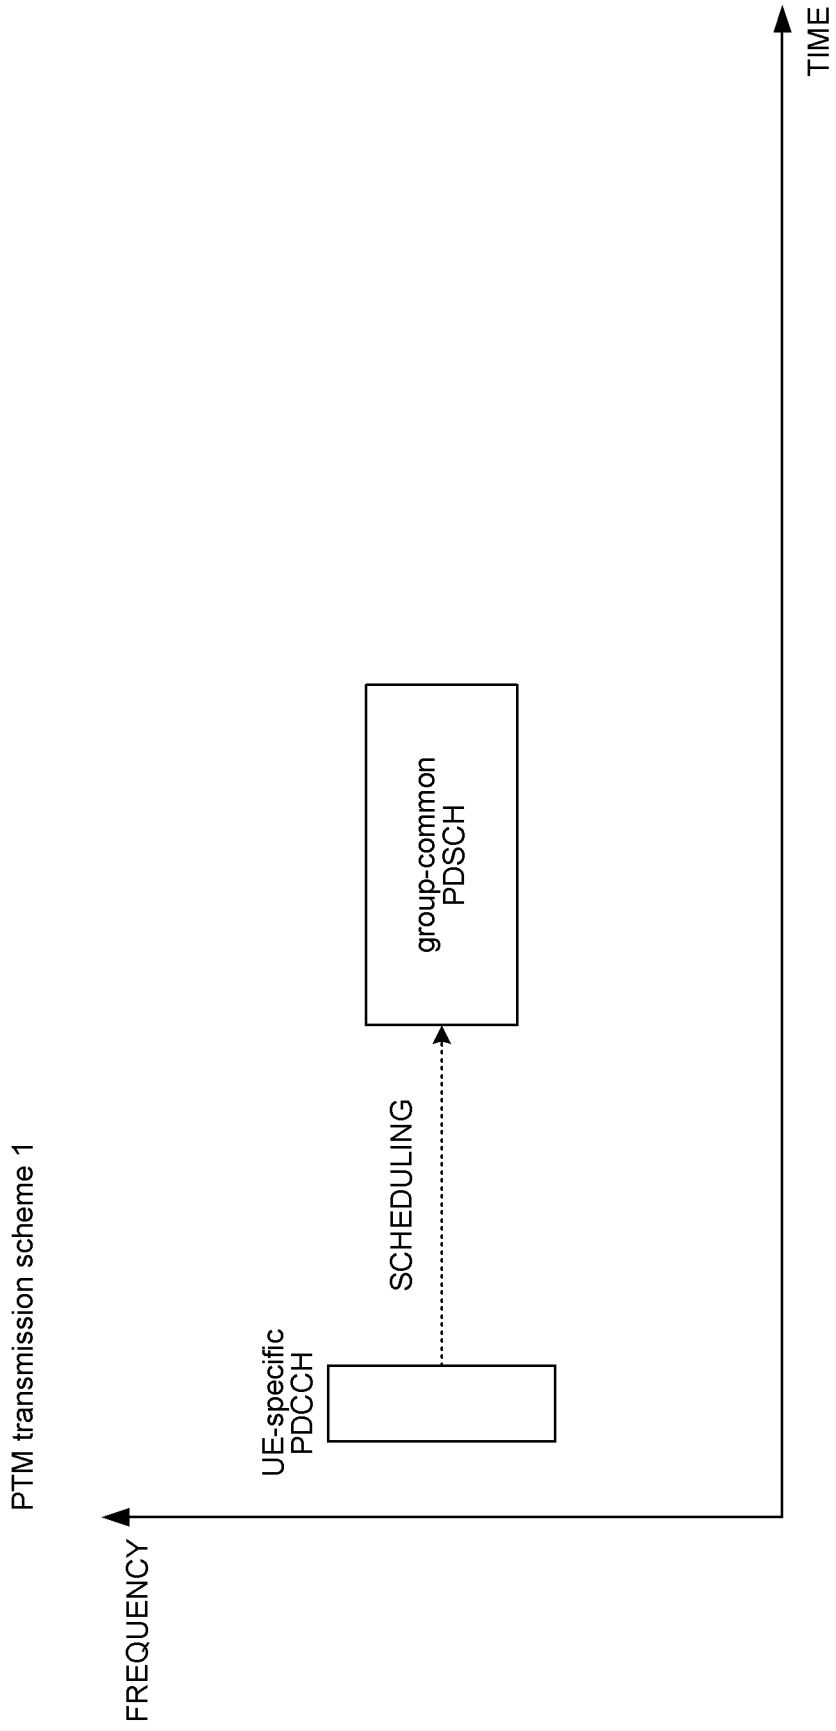 PTM transmission scheme 1
FREQUENCY
UE-specific
PDCCH
SCHEDULING
group-common
PDSCH
TIME